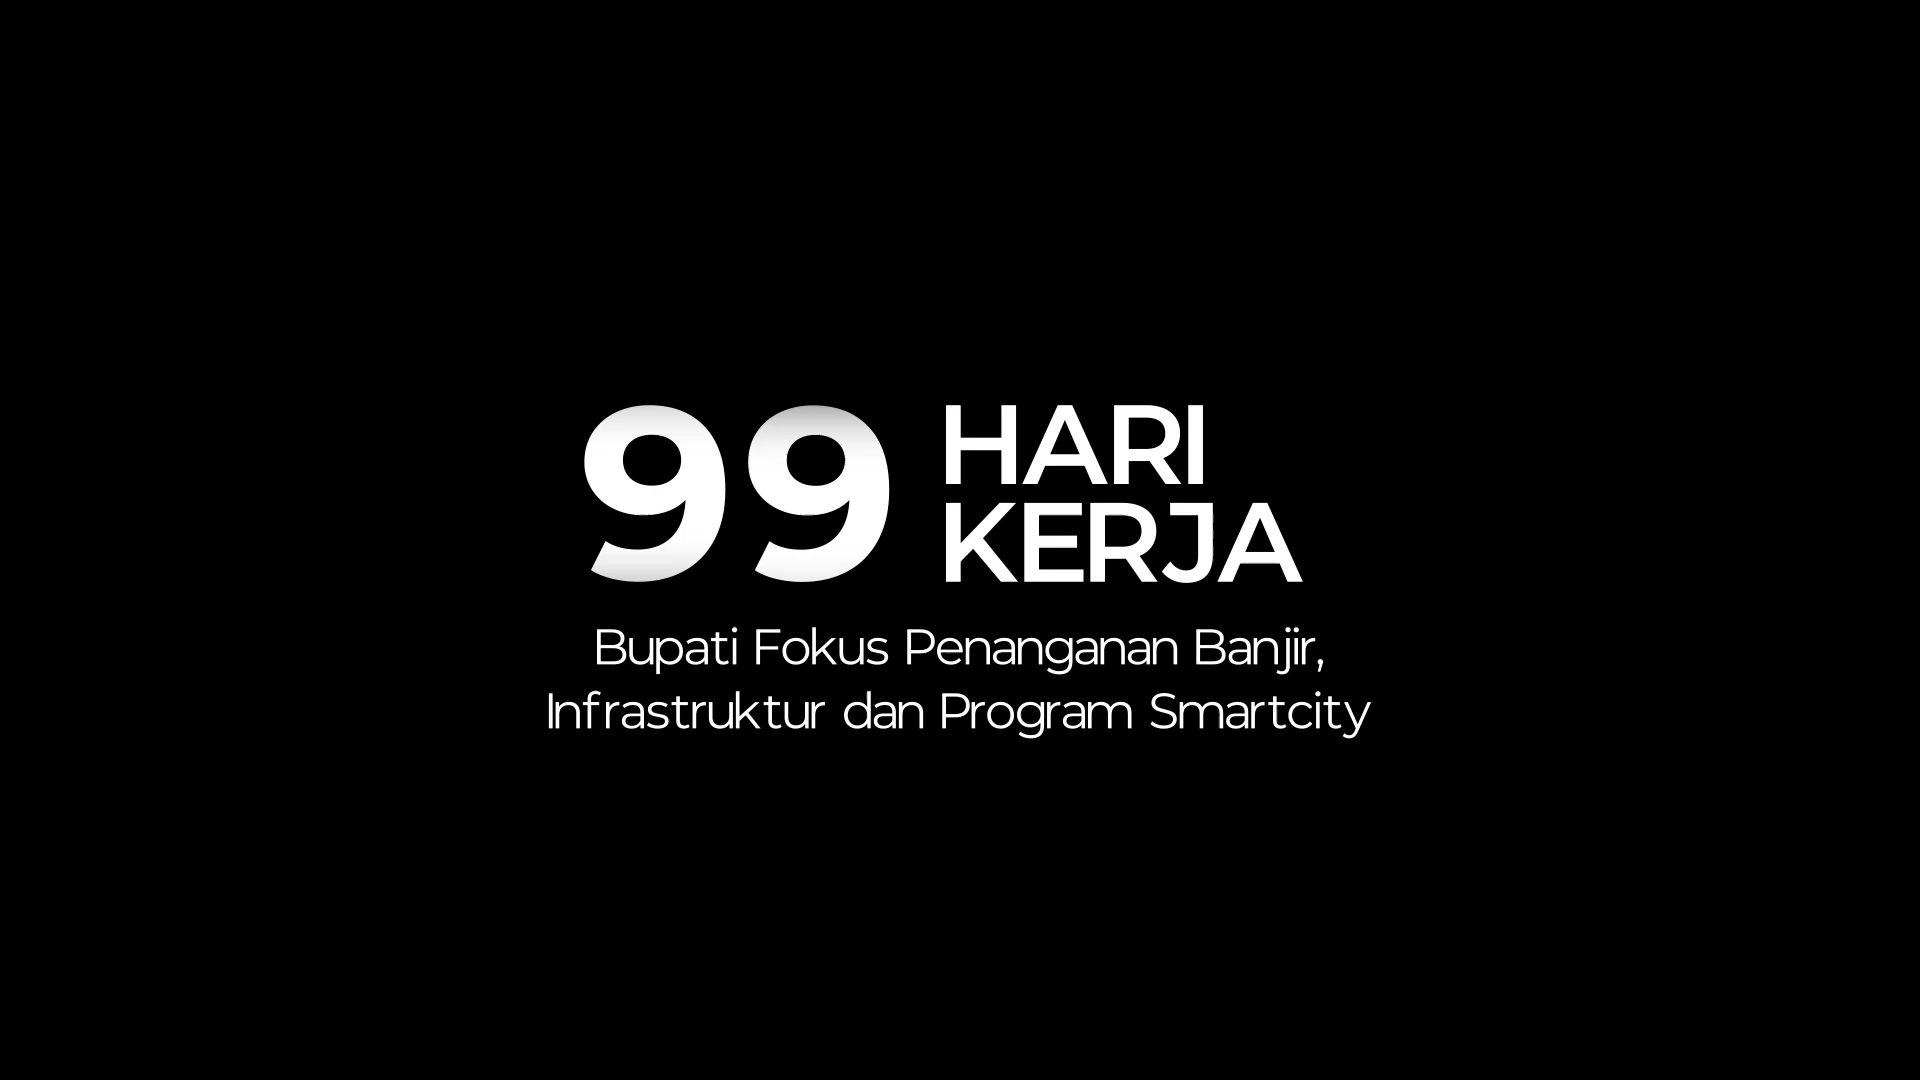 99 HARI
KERJA
Bupati Fokus Penanganan Banjir,
Infrastruktur dan Program Smartcity